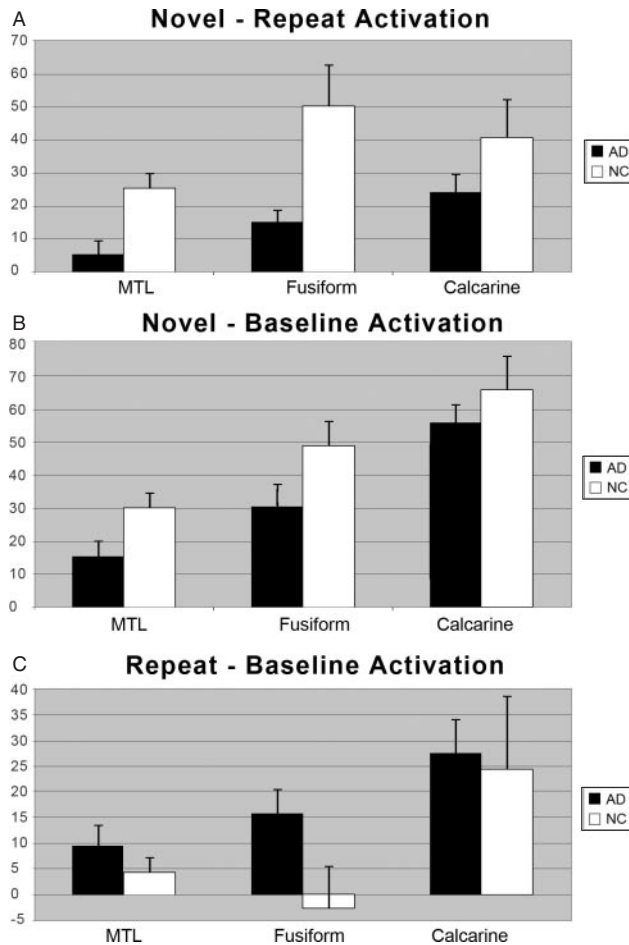 A
Novel - Repeat Activation
70
60
50
40
30
20
10
0
MTL Fusiform Calcarine
AD
NC
B
Novel - Baseline Activation
80
70
60
50
40
30
20
10
0
MTL Fusiform Calcarine
AD
NC
C
Repeat - Baseline Activation
40
35
30
25
20
15
10
5
0
-5
MTL Fusiform Calcarine
AD
NC